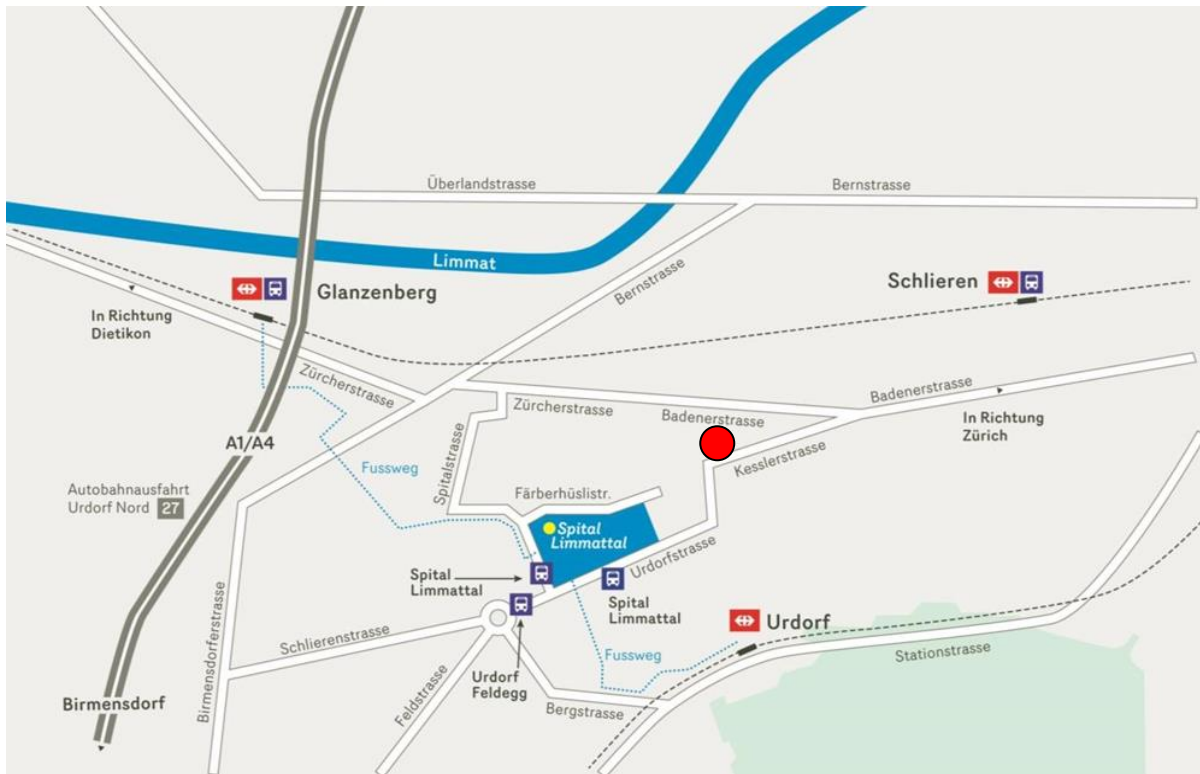 Überlandstrasse
Bernstrasse
Limmat
Bernstrasse
Schlieren
Glanzenberg
In Richtung
Dietikon
Zürcherstrasse
Zürcherstrasse
Badenerstrasse
Badenerstrasse
In Richtung
Zürich
A1/A4
Fussweg
Spitalstrasse
Kesslerstrasse
Autobahnausfahrt
Urdorf Nord 27
Färberhüslistr.
Spital
Limmattal
Urdorfstrasse
Spital
Limmattal
Spital
Limmattal
Urdorf
Schlierenstrasse
Birmensdorferstrasse
Fussweg
Stationstrasse
Urdorf
Feldegg
Birmensdorf
Feldstrasse
Bergstrasse